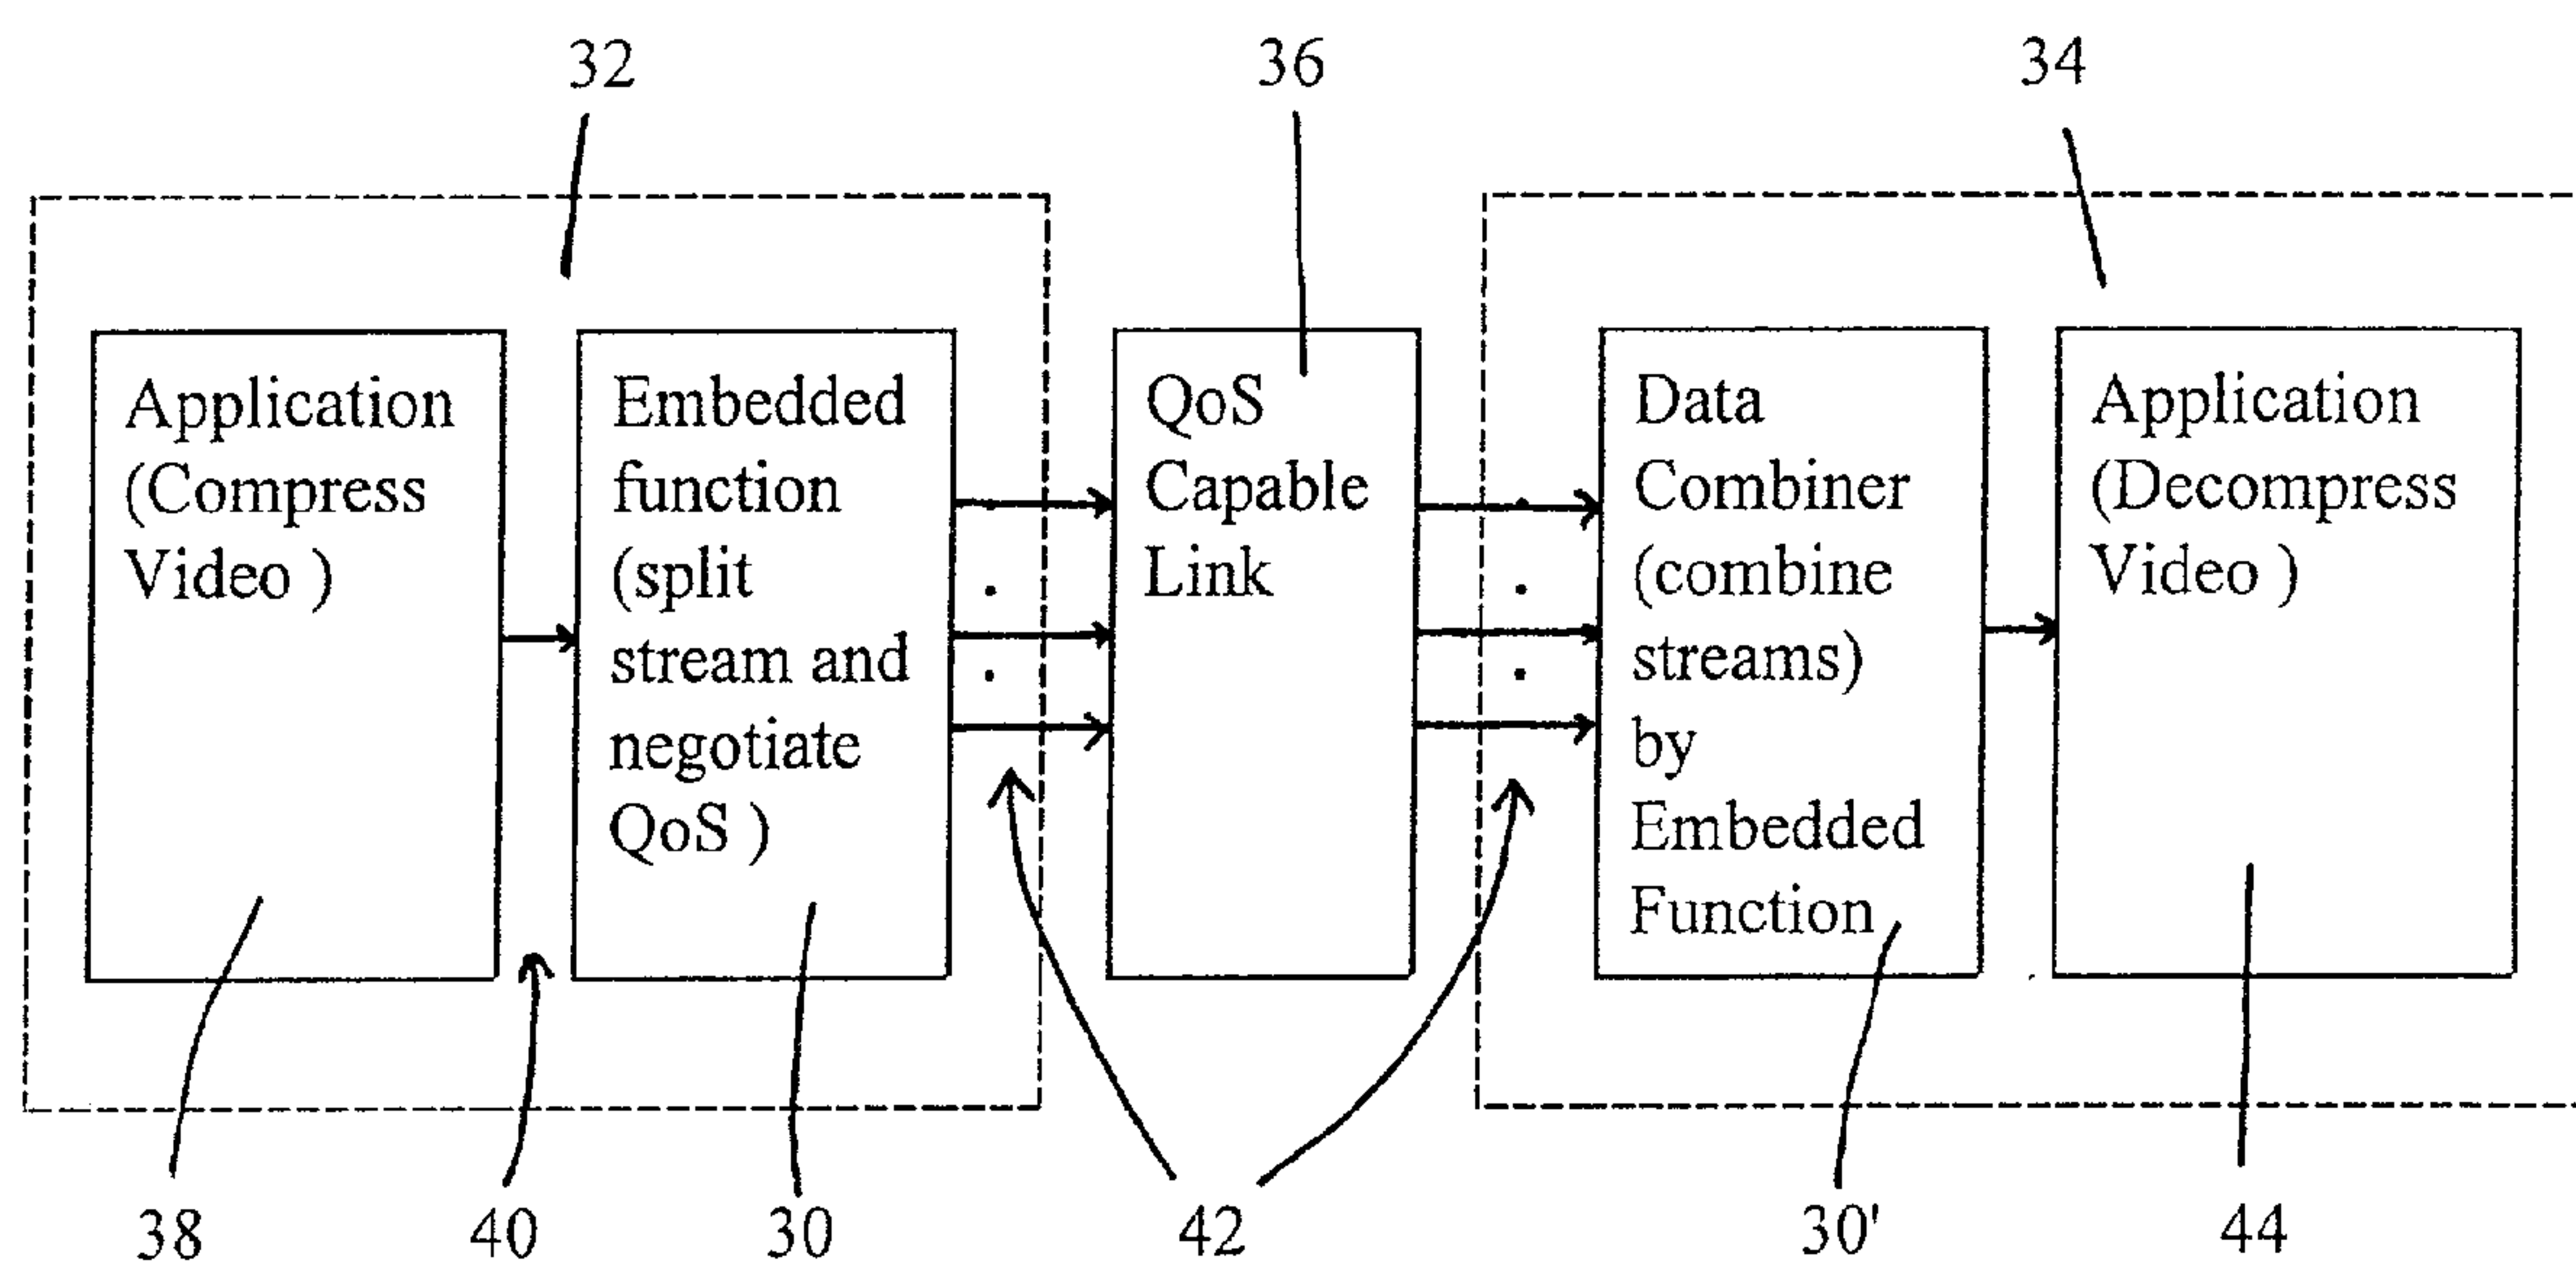 32
36
34
Application
(Compress
Video )
Embedded
function
(split
stream and
negotiate
QoS )
QoS
Capable
Link
Data
Combiner
(combine
streams)
by
Embedded
Function
Application
(Decompress
Video )
38
40
30
42
30'
44